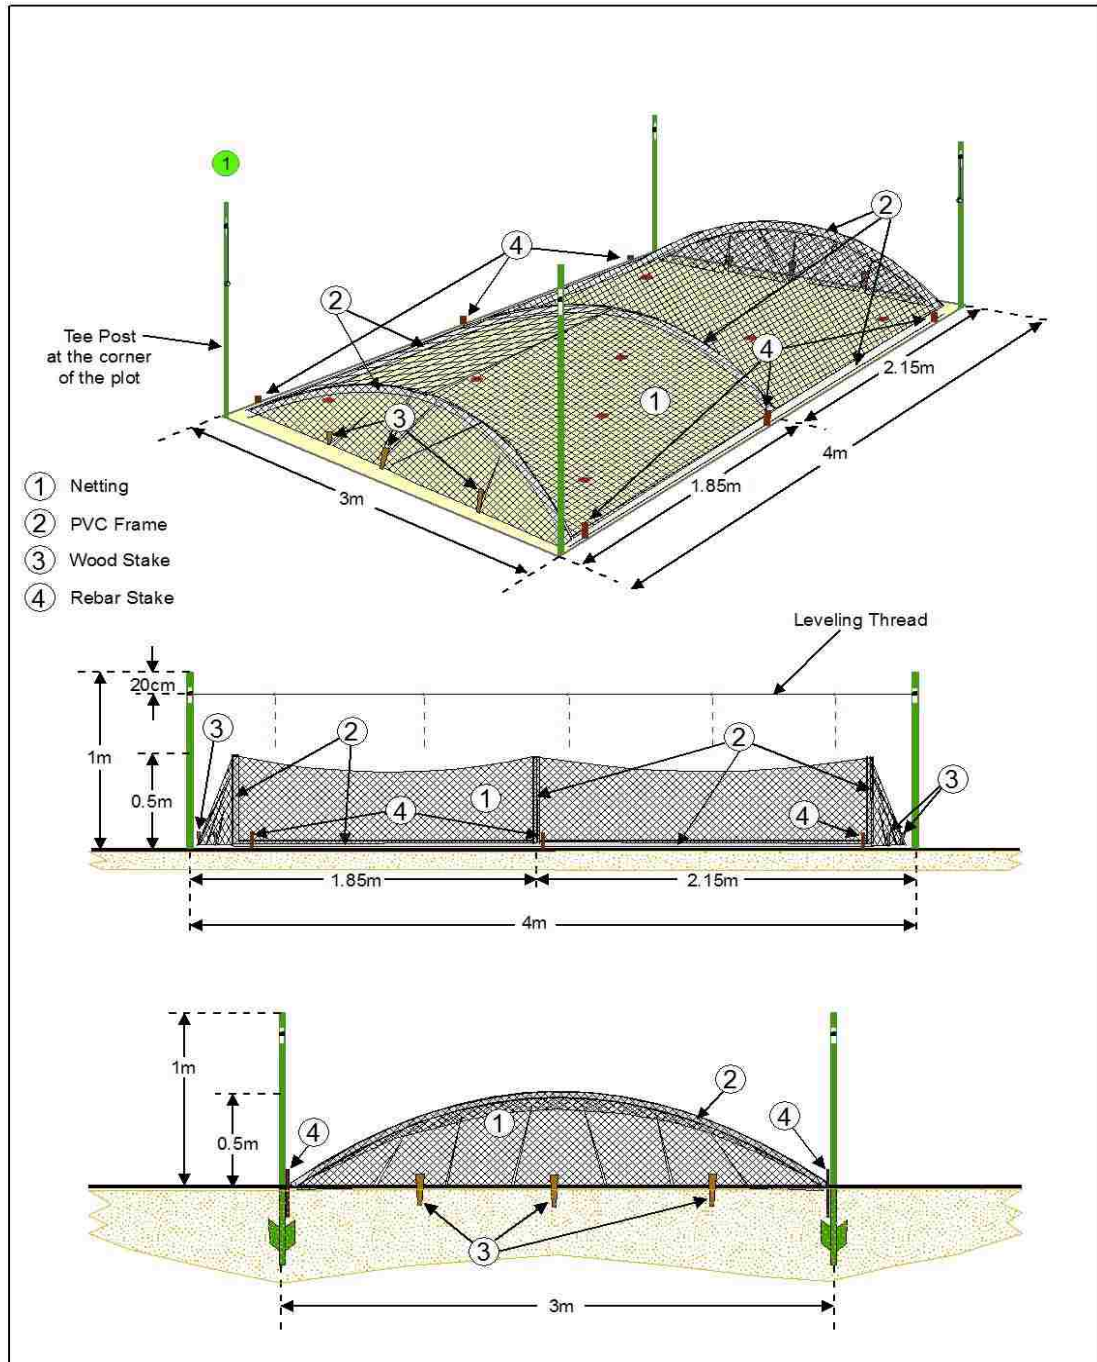 1
2
4
2
Tee Post
at the corner
of the plot
4
2.15m
3
1
4m
1.85m
3m
1 Netting
2 PVC Frame
3 Wood Stake
4 Rebar Stake
Leveling Thread
20cm
3
2
2
1m
0.5m
1
4
4
3
1.85m
2.15m
4m
1m
2
0.5m
4
1
4
3
3m